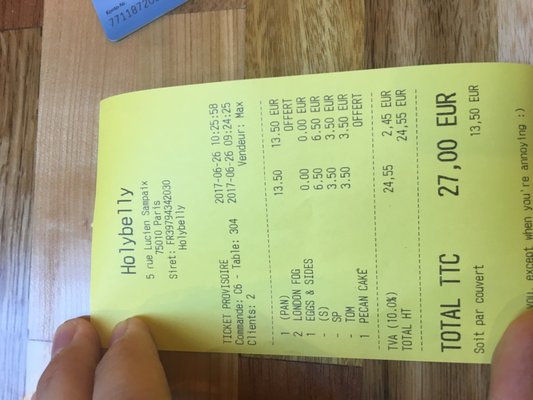 Konto Nr
Holybelly
5 rue Lucien Sampaix
75010 Paris
Siret: FR39794342030
Holybelly
TICKET PROVISOIRE 2017-06-26 10:25:58
Commande: C6 Table: 304 2017-06-26 09:24:25
Clients: 2 Vendeur: Max
1 (PAN) 13.50 13.50 EUR
OFFERT
2 LONDON FOG 0.00 0.00 EUR
1 EGGS & SIDES 6.50 6.50 EUR
- (S) 3.50 3.50 EUR
- SP 3.50 3.50 EUR
- TOM
1 PECAN CAKE OFFERT
TVA (10.0%) 24,55 2,45 EUR
TOTAL HT 24,55 EUR
TOTAL TTC 27,00 EUR
Soit par couvert 13,50 EUR
except when you're annoying :)